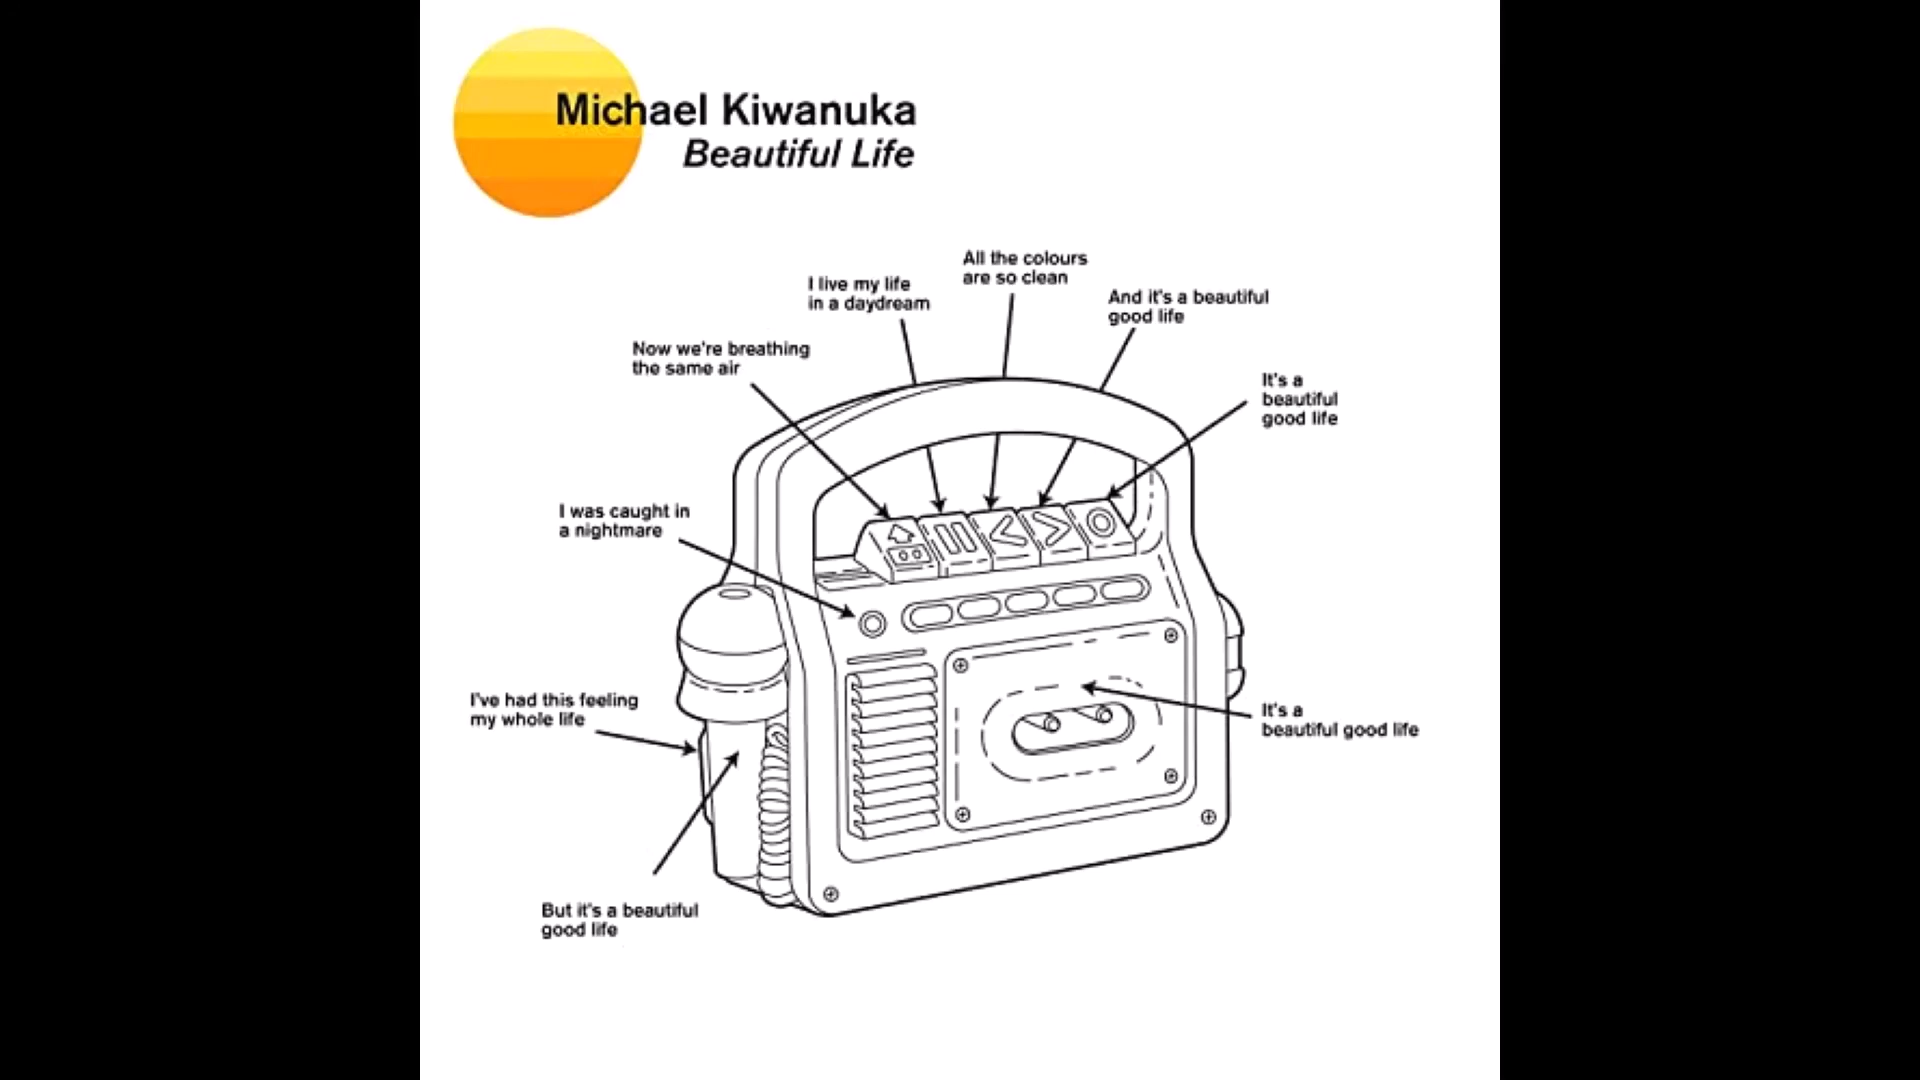 Michael Kiwanuka
Beautiful Life
All the colours
are so clean
I live my life
in a daydream
And it's a beautiful
good life
Now we're breathing
the same air
It's a
beautiful
good life
I was caught in
a nightmare
I've had this feeling
my whole life
It's a
beautiful good life
But it's a beautiful
good life